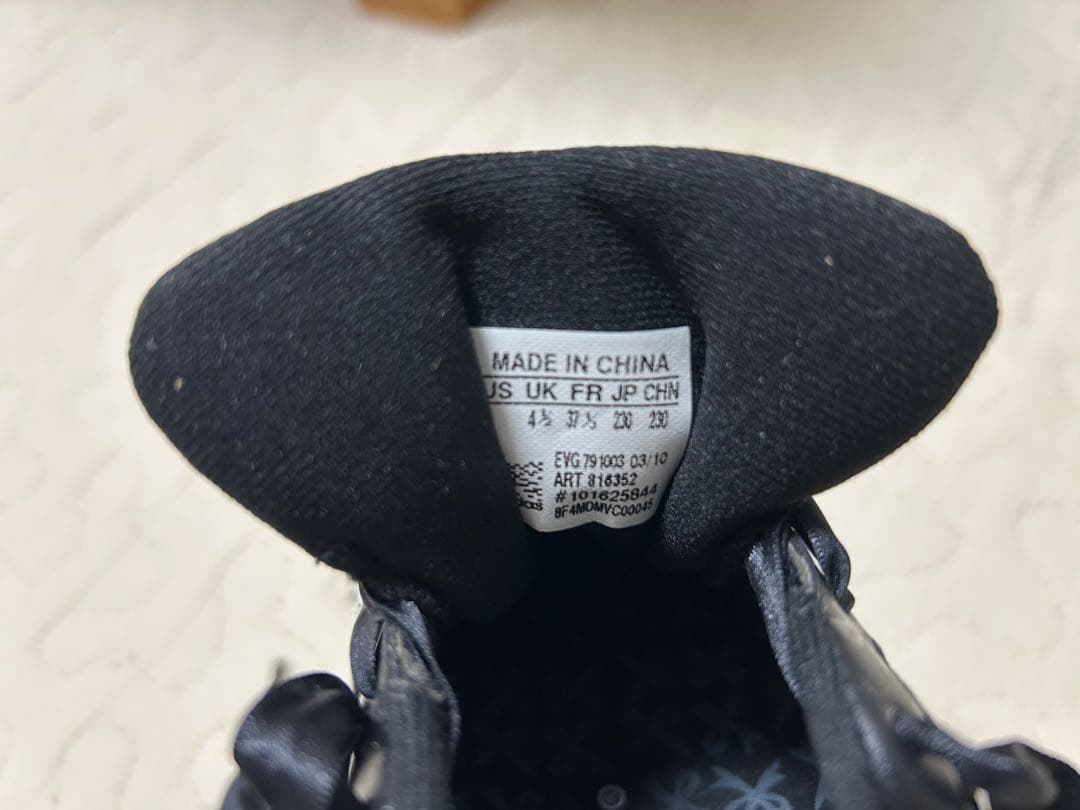 MADE IN CHINA
US UK FR JP CHN
4½ 37⅓ 230 230
EVG 791003 03/10
ART 816352
#101625844
8F4MDMVC00045